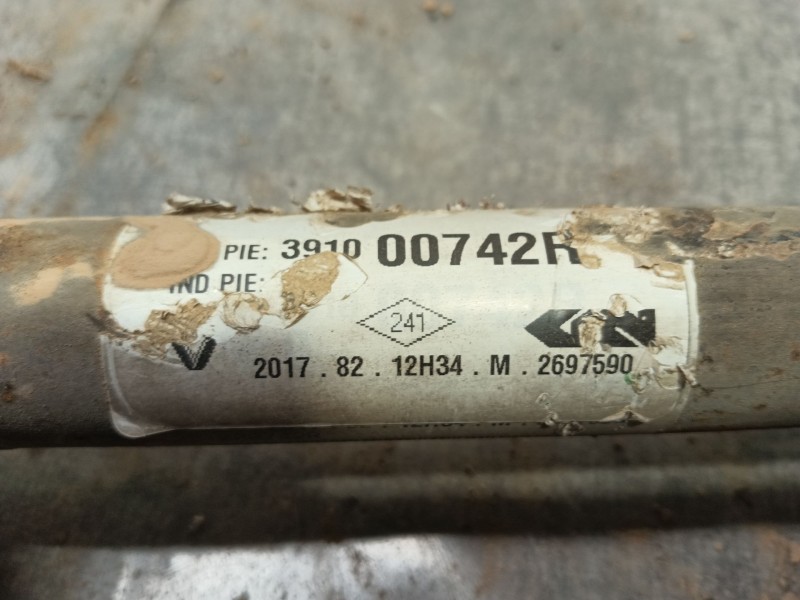 PIE: 3910 00742R
IND PIE:
241
V
2017 . 82 . 12H34 . M . 2697590